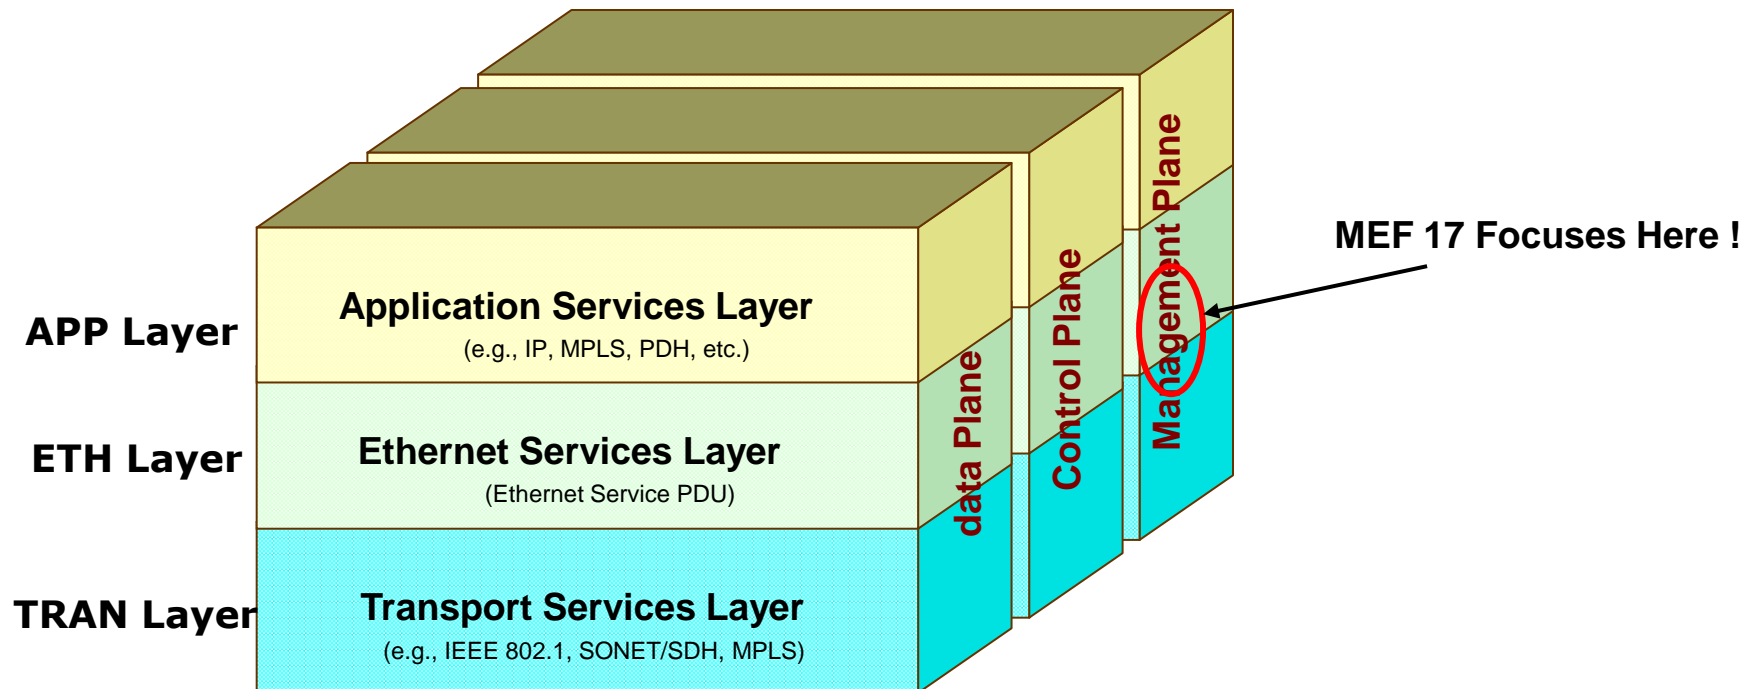 MEF 17 Focuses Here !
Management Plane
Control Plane
data Plane
APP Layer
Application Services Layer
(e.g., IP, MPLS, PDH, etc.)
ETH Layer
Ethernet Services Layer
(Ethernet Service PDU)
TRAN Layer
Transport Services Layer
(e.g., IEEE 802.1, SONET/SDH, MPLS)